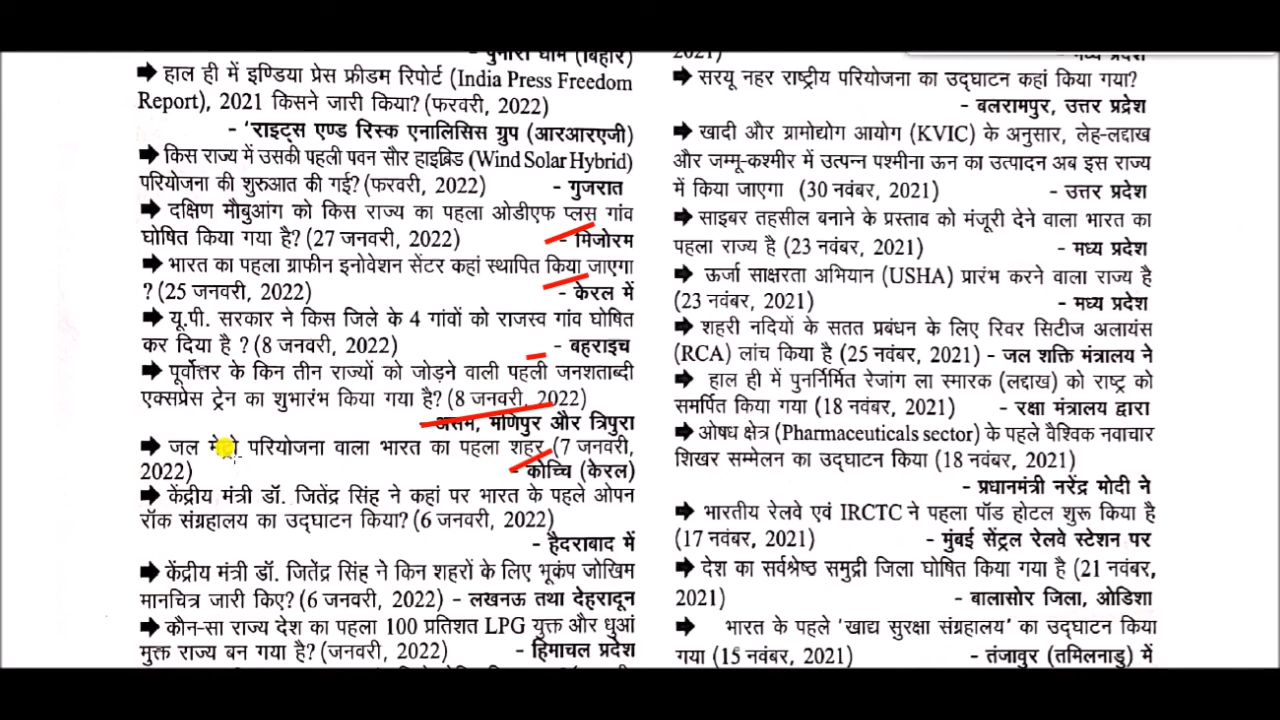 हाल ही में इण्डिया प्रेस फ्रीडम रिपोर्ट (India Press Freedom
Report), 2021 किसने जारी किया? (फरवरी, 2022)
- 'राइट्स एण्ड रिस्क एनालिसिस ग्रुप (आरआरएजी)
किस राज्य में उसकी पहली पवन सौर हाइब्रिड (Wind Solar Hybrid)
परियोजना की शुरुआत की गई? (फरवरी, 2022) - गुजरात
दक्षिण मौबुआंग को किस राज्य का पहला ओडीएफ प्लस गांव
घोषित किया गया है? (27 जनवरी, 2022) - मिजोरम
भारत का पहला ग्राफीन इनोवेशन सेंटर कहां स्थापित किया जाएगा
? (25 जनवरी, 2022) - केरल में
यू.पी. सरकार ने किस जिले के 4 गांवों को राजस्व गांव घोषित
कर दिया है ? (8 जनवरी, 2022) - बहराइच
पूर्वोत्तर के किन तीन राज्यों को जोड़ने वाली पहली जनशताब्दी
एक्सप्रेस ट्रेन का शुभारंभ किया गया है? (8 जनवरी, 2022)
- असम, मणिपुर और त्रिपुरा
जल परियोजना वाला भारत का पहला शहर (7 जनवरी,
2022) - कोच्चि (केरल)
केंद्रीय मंत्री डॉ. जितेंद्र सिंह ने कहां पर भारत के पहले ओपन
रॉक संग्रहालय का उद्घाटन किया? (6 जनवरी, 2022)
- हैदराबाद में
केंद्रीय मंत्री डॉ. जितेंद्र सिंह ने किन शहरों के लिए भूकंप जोखिम
मानचित्र जारी किए? (6 जनवरी, 2022) - लखनऊ तथा देहरादून
कौन-सा राज्य देश का पहला 100 प्रतिशत LPG युक्त और धुआं
मुक्त राज्य बन गया है? (जनवरी, 2022) - हिमाचल प्रदेश
2021) - मध्य प्रदेश
सरयू नहर राष्ट्रीय परियोजना का उद्घाटन कहां किया गया?
- बलरामपुर, उत्तर प्रदेश
खादी और ग्रामोद्योग आयोग (KVIC) के अनुसार, लेह-लद्दाख
और जम्मू-कश्मीर में उत्पन्न पश्मीना ऊन का उत्पादन अब इस राज्य
में किया जाएगा (30 नवंबर, 2021) - उत्तर प्रदेश
साइबर तहसील बनाने के प्रस्ताव को मंजूरी देने वाला भारत का
पहला राज्य है (23 नवंबर, 2021) - मध्य प्रदेश
ऊर्जा साक्षरता अभियान (USHA) प्रारंभ करने वाला राज्य है
(23 नवंबर, 2021) - मध्य प्रदेश
शहरी नदियों के सतत प्रबंधन के लिए रिवर सिटीज अलायंस
(RCA) लांच किया है (25 नवंबर, 2021) - जल शक्ति मंत्रालय ने
हाल ही में पुनर्निर्मित रेजांग ला स्मारक (लद्दाख) को राष्ट्र को
समर्पित किया गया (18 नवंबर, 2021) - रक्षा मंत्रालय द्वारा
औषध क्षेत्र (Pharmaceuticals sector) के पहले वैश्विक नवाचार
शिखर सम्मेलन का उद्घाटन किया (18 नवंबर, 2021)
- प्रधानमंत्री नरेंद्र मोदी ने
भारतीय रेलवे एवं IRCTC ने पहला पॉड होटल शुरू किया है
(17 नवंबर, 2021) - मुंबई सेंट्रल रेलवे स्टेशन पर
देश का सर्वश्रेष्ठ समुद्री जिला घोषित किया गया है (21 नवंबर,
2021) - बालासोर जिला, ओडिशा
भारत के पहले 'खाद्य सुरक्षा संग्रहालय' का उद्घाटन किया
गया (15 नवंबर, 2021) - तंजावुर (तमिलनाडु) में